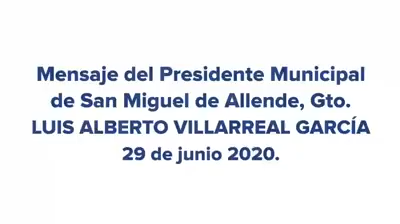 Mensaje del Presidente Municipal
de San Miguel de Allende, Gto.
LUIS ALBERTO VILLARREAL GARCÍA
29 de junio 2020.